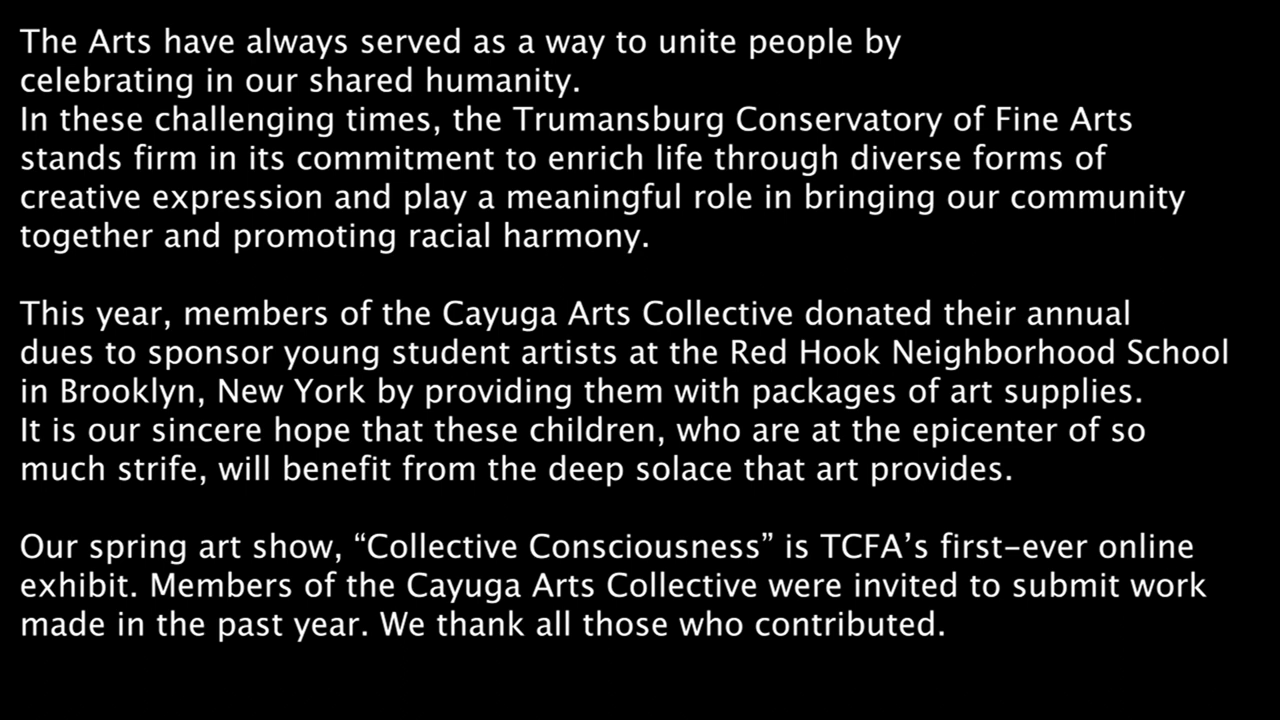 The Arts have always served as a way to unite people by
celebrating in our shared humanity.
In these challenging times, the Trumansburg Conservatory of Fine Arts
stands firm in its commitment to enrich life through diverse forms of
creative expression and play a meaningful role in bringing our community
together and promoting racial harmony.
This year, members of the Cayuga Arts Collective donated their annual
dues to sponsor young student artists at the Red Hook Neighborhood School
in Brooklyn, New York by providing them with packages of art supplies.
It is our sincere hope that these children, who are at the epicenter of so
much strife, will benefit from the deep solace that art provides.
Our spring art show, “Collective Consciousness” is TCFA’s first–ever online
exhibit. Members of the Cayuga Arts Collective were invited to submit work
made in the past year. We thank all those who contributed.